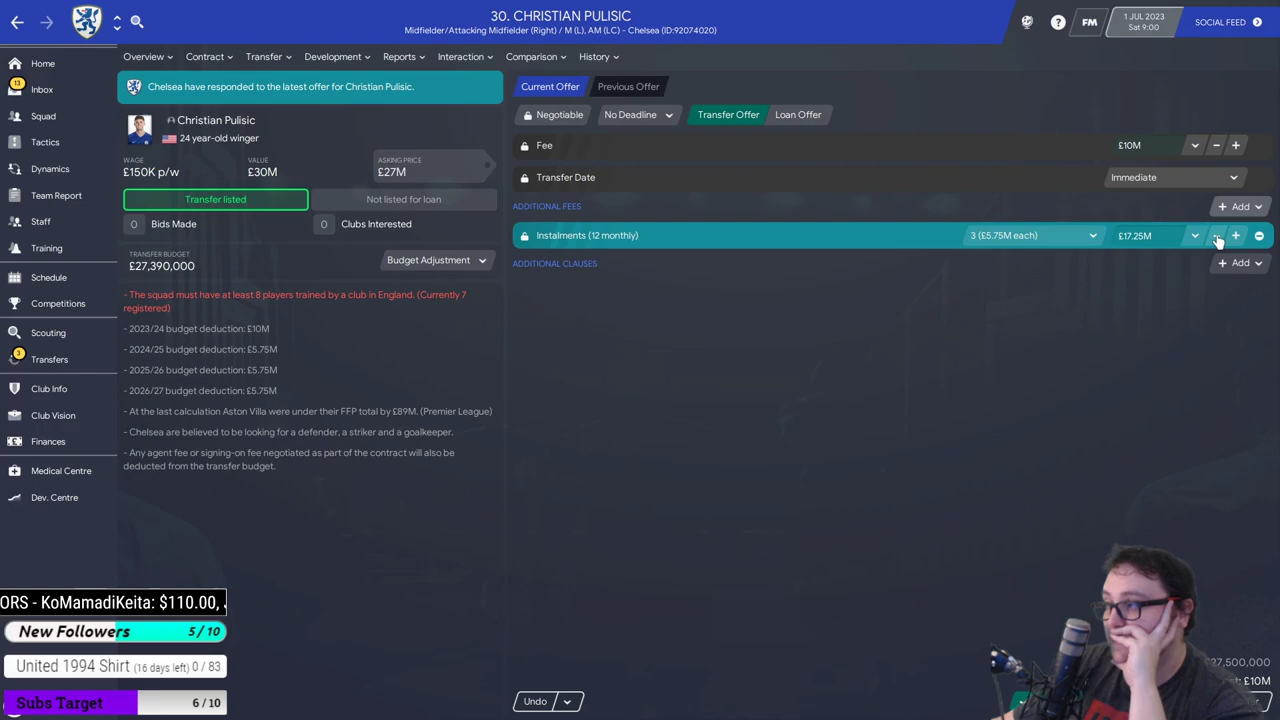 30. CHRISTIAN PULISIC
Midfielder/Attacking Midfielder (Right) / M (L), AM (LC) - Chelsea (ID:92074020)
FM
1 JUL 2023
Sat 9:00
SOCIAL FEED
Home
13
Inbox
Squad
Tactics
Dynamics
Team Report
Staff
Training
Schedule
Competitions
Scouting
3
Transfers
Club Info
Club Vision
Finances
Medical Centre
Dev. Centre
Overview
Contract
Transfer
Development
Reports
Interaction
Comparison
History
Chelsea have responded to the latest offer for Christian Pulisic.
Christian Pulisic
24 year-old winger
WAGE
£150K p/w
VALUE
£30M
ASKING PRICE
£27M
Transfer listed
Not listed for loan
0 Bids Made
0 Clubs Interested
TRANSFER BUDGET
£27,390,000
Budget Adjustment
- The squad must have at least 8 players trained by a club in England. (Currently 7
registered)
- 2023/24 budget deduction: £10M
- 2024/25 budget deduction: £5.75M
- 2025/26 budget deduction: £5.75M
- 2026/27 budget deduction: £5.75M
- At the last calculation Aston Villa were under their FFP total by £89M. (Premier League)
- Chelsea are believed to be looking for a defender, a striker and a goalkeeper.
- Any agent fee or signing-on fee negotiated as part of the contract will also be
deducted from the transfer budget.
Current Offer
Previous Offer
Negotiable
No Deadline
Transfer Offer
Loan Offer
Fee
£10M
Transfer Date
Immediate
ADDITIONAL FEES
Add
Instalments (12 monthly)
3 (£5.75M each)
£17.25M
ADDITIONAL CLAUSES
Add
Undo
27,500,000
: £10M
ORS - KoMamadiKeita: $110.00,
New Followers 5/10
United 1994 Shirt (16 days left) 0 / 83
Subs Target 6/10